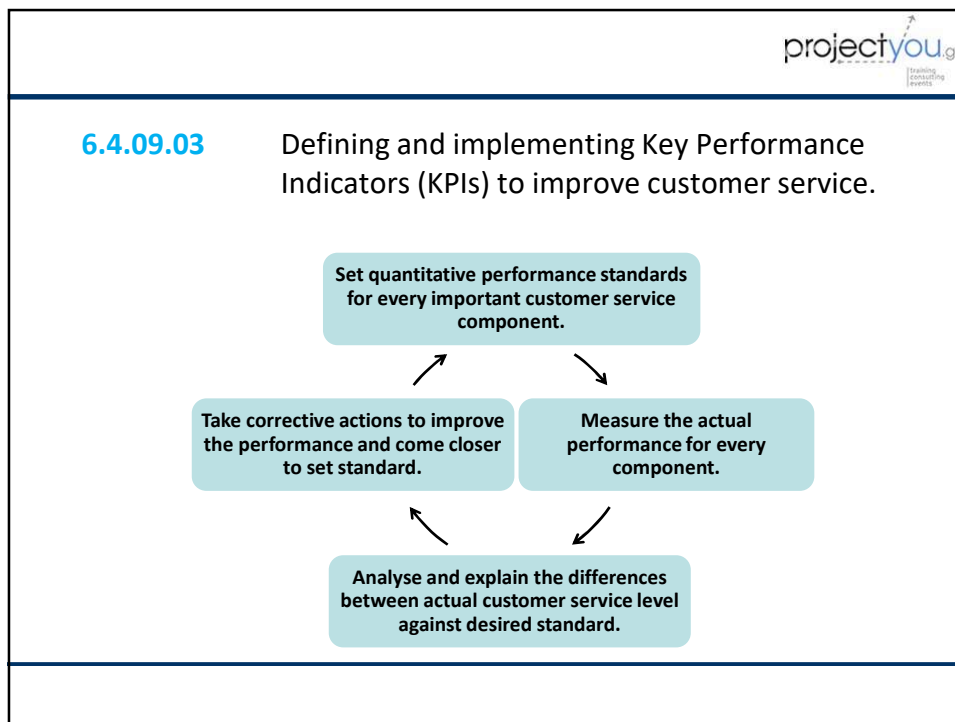 projectyou.g
training
consulting
events
6.4.09.03
Defining and implementing Key Performance
Indicators (KPIs) to improve customer service.
Set quantitative performance standards
for every important customer service
component.
Take corrective actions to improve
the performance and come closer
to set standard.
Measure the actual
performance for every
component.
Analyse and explain the differences
between actual customer service level
against desired standard.